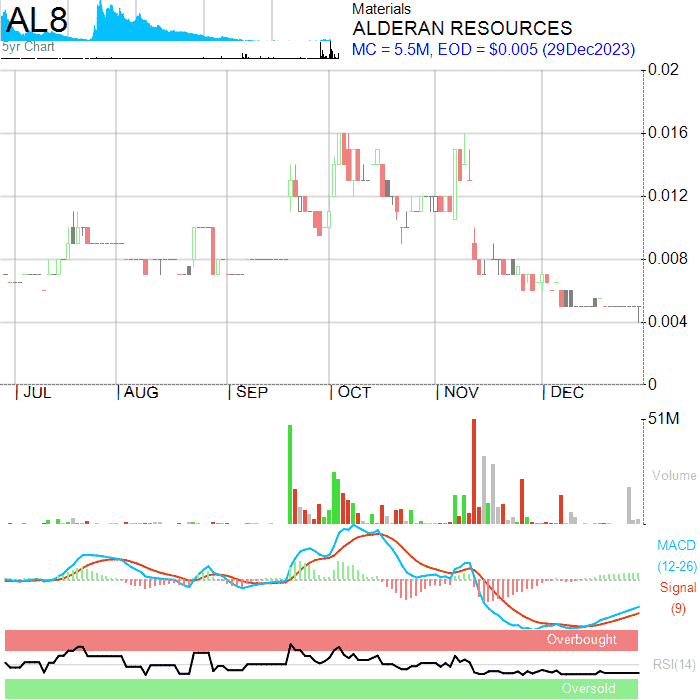 AL8
5yr Chart
Materials
ALDERAN RESOURCES
MC = 5.5M, EOD = $0.005 (29Dec2023)
0.02
0.016
0.012
0.008
0.004
0
JUL
AUG
SEP
OCT
NOV
DEC
51M
Volume
MACD
(12-26)
Signal
(9)
Overbought
RSI(14)
Oversold